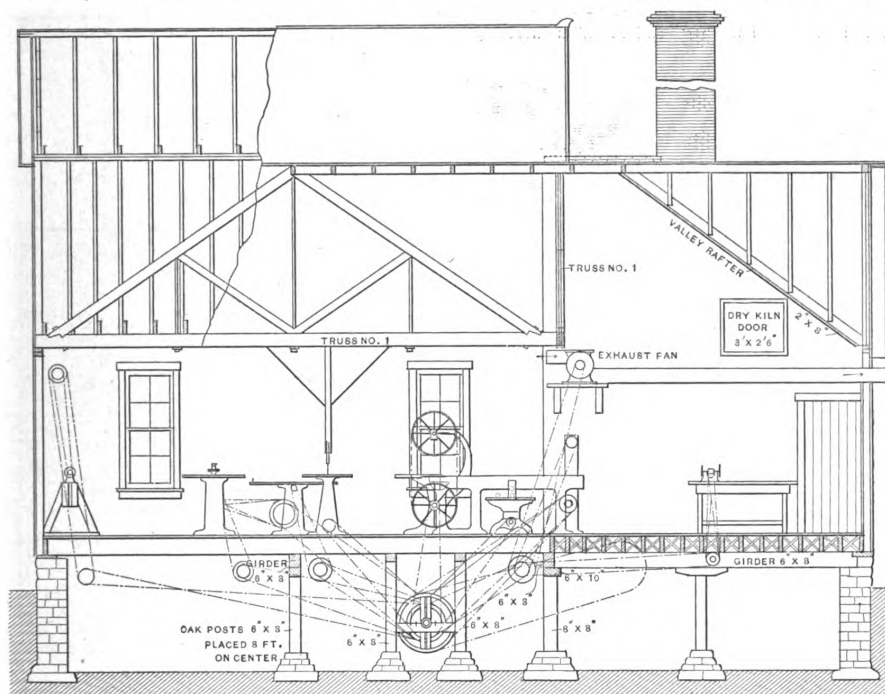 VALLEY RAFTER
2"X 8"
TRUSS NO. 1
DRY KILN
DOOR
3'X 2'6"
TRUSS NO. 1
EXHAUST FAN
GIRDER
6"X 8"
GIRDER 6"X 8"
6"X 10"
6"X 8"
OAK POSTS 6"X 8"
PLACED 8 FT.
ON CENTER
6"X 8"
6"X 8"
8"X 8"